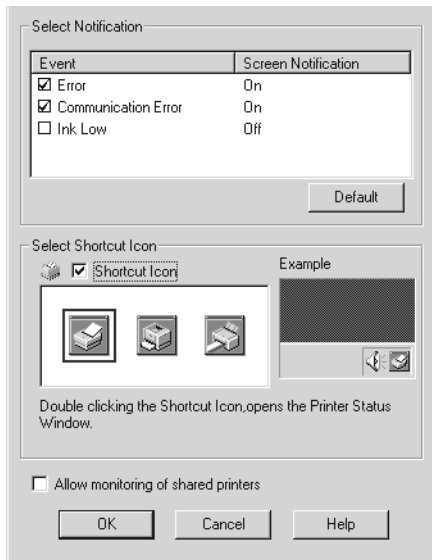 Select Notification
Event Screen Notification
Error On
Communication Error On
Ink Low Off
Default
Select Shortcut Icon
Shortcut Icon
Example
Double clicking the Shortcut Icon,opens the Printer Status
Window.
Allow monitoring of shared printers
OK Cancel Help